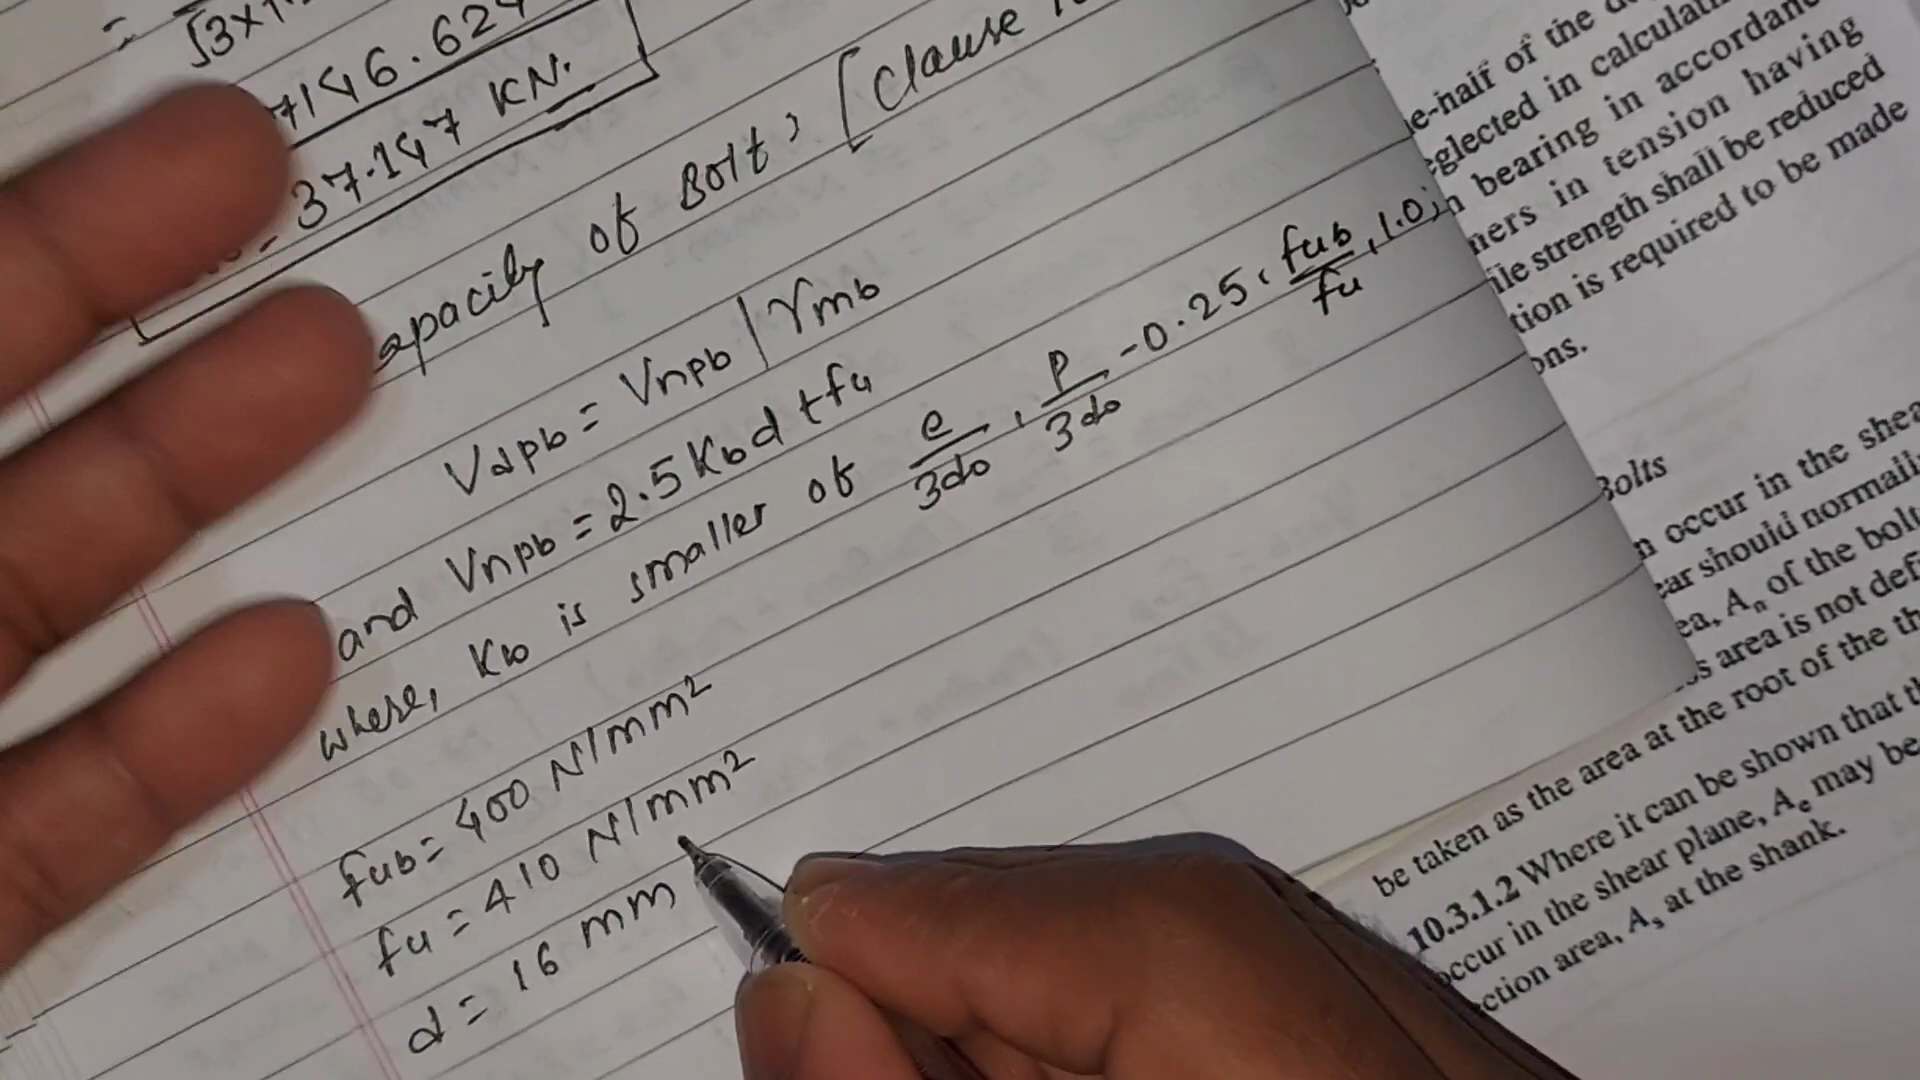 √3×1
7146.624
37.147 KN.
apacity of Bolt, [Clause 10
Vdpb = Vnpb / γmb
and Vnpb = 2.5 Kb d t fu
where, Kb is smaller of e/3do, p/3do - 0.25, fub/fu, 1.0
fub = 400 N/mm²
fu = 410 N/mm²
d = 16 mm
e-half of the
eglected in calculati
n bearing in accordan
ners in tension having
ile strength shall be reduced
tion is required to be made
ons.
Bolts
n occur in the shea
ear should normall
ea, An of the bolt
s area is not defi
be taken as the area at the root of the th
10.3.1.2 Where it can be shown that th
occur in the shear plane, Ae may be
ction area, As at the shank.